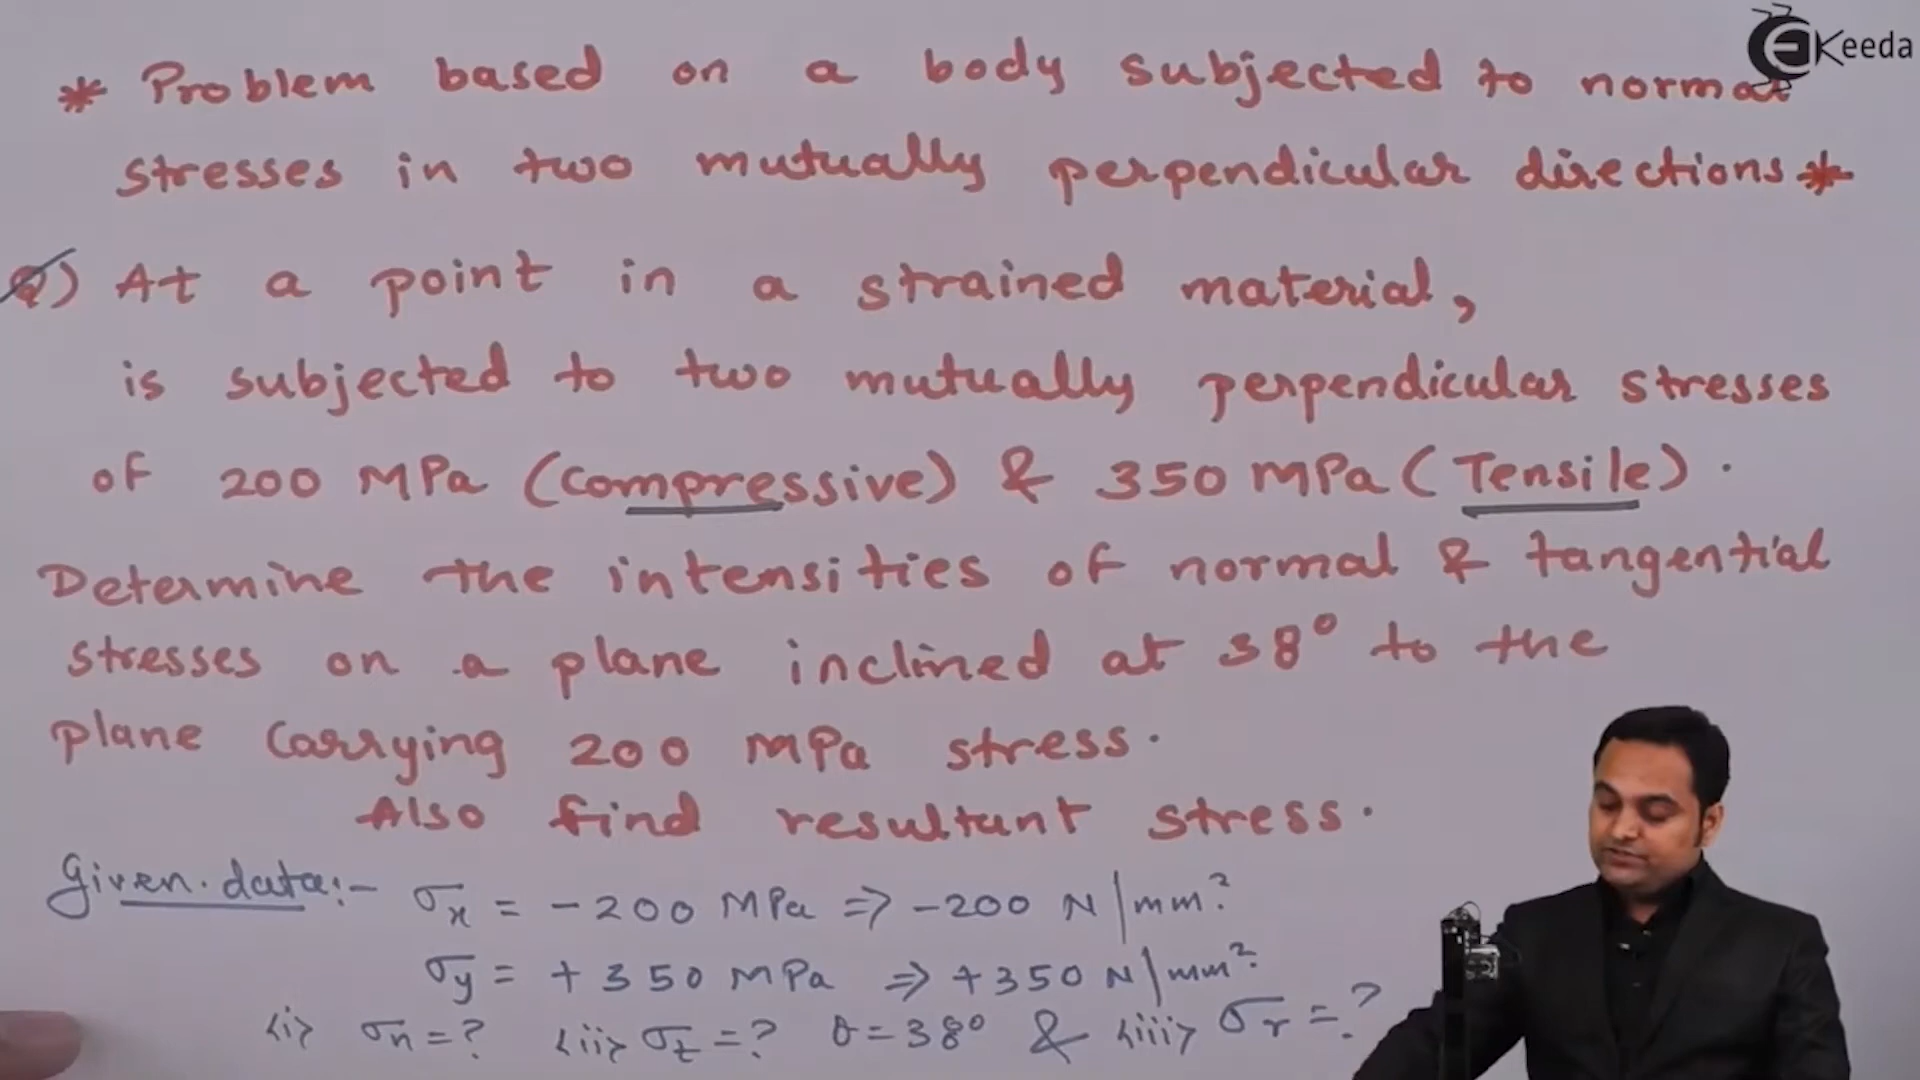 Keeda
* Problem based on a body subjected to normal
stresses in two mutually perpendicular directions *
Q) At a point in a strained material,
is subjected to two mutually perpendicular stresses
of 200 MPa (Compressive) & 350 MPa (Tensile).
Determine the intensities of normal & tangential
stresses on a plane inclined at 38° to the
plane carrying 200 MPa stress.
Also find resultant stress.
Given data:- σx = -200 MPa ⇒ -200 N/mm²
σy = +350 MPa ⇒ +350 N/mm²
<i> σn = ? <ii> σt = ? θ = 38° & <iii> σr = ?